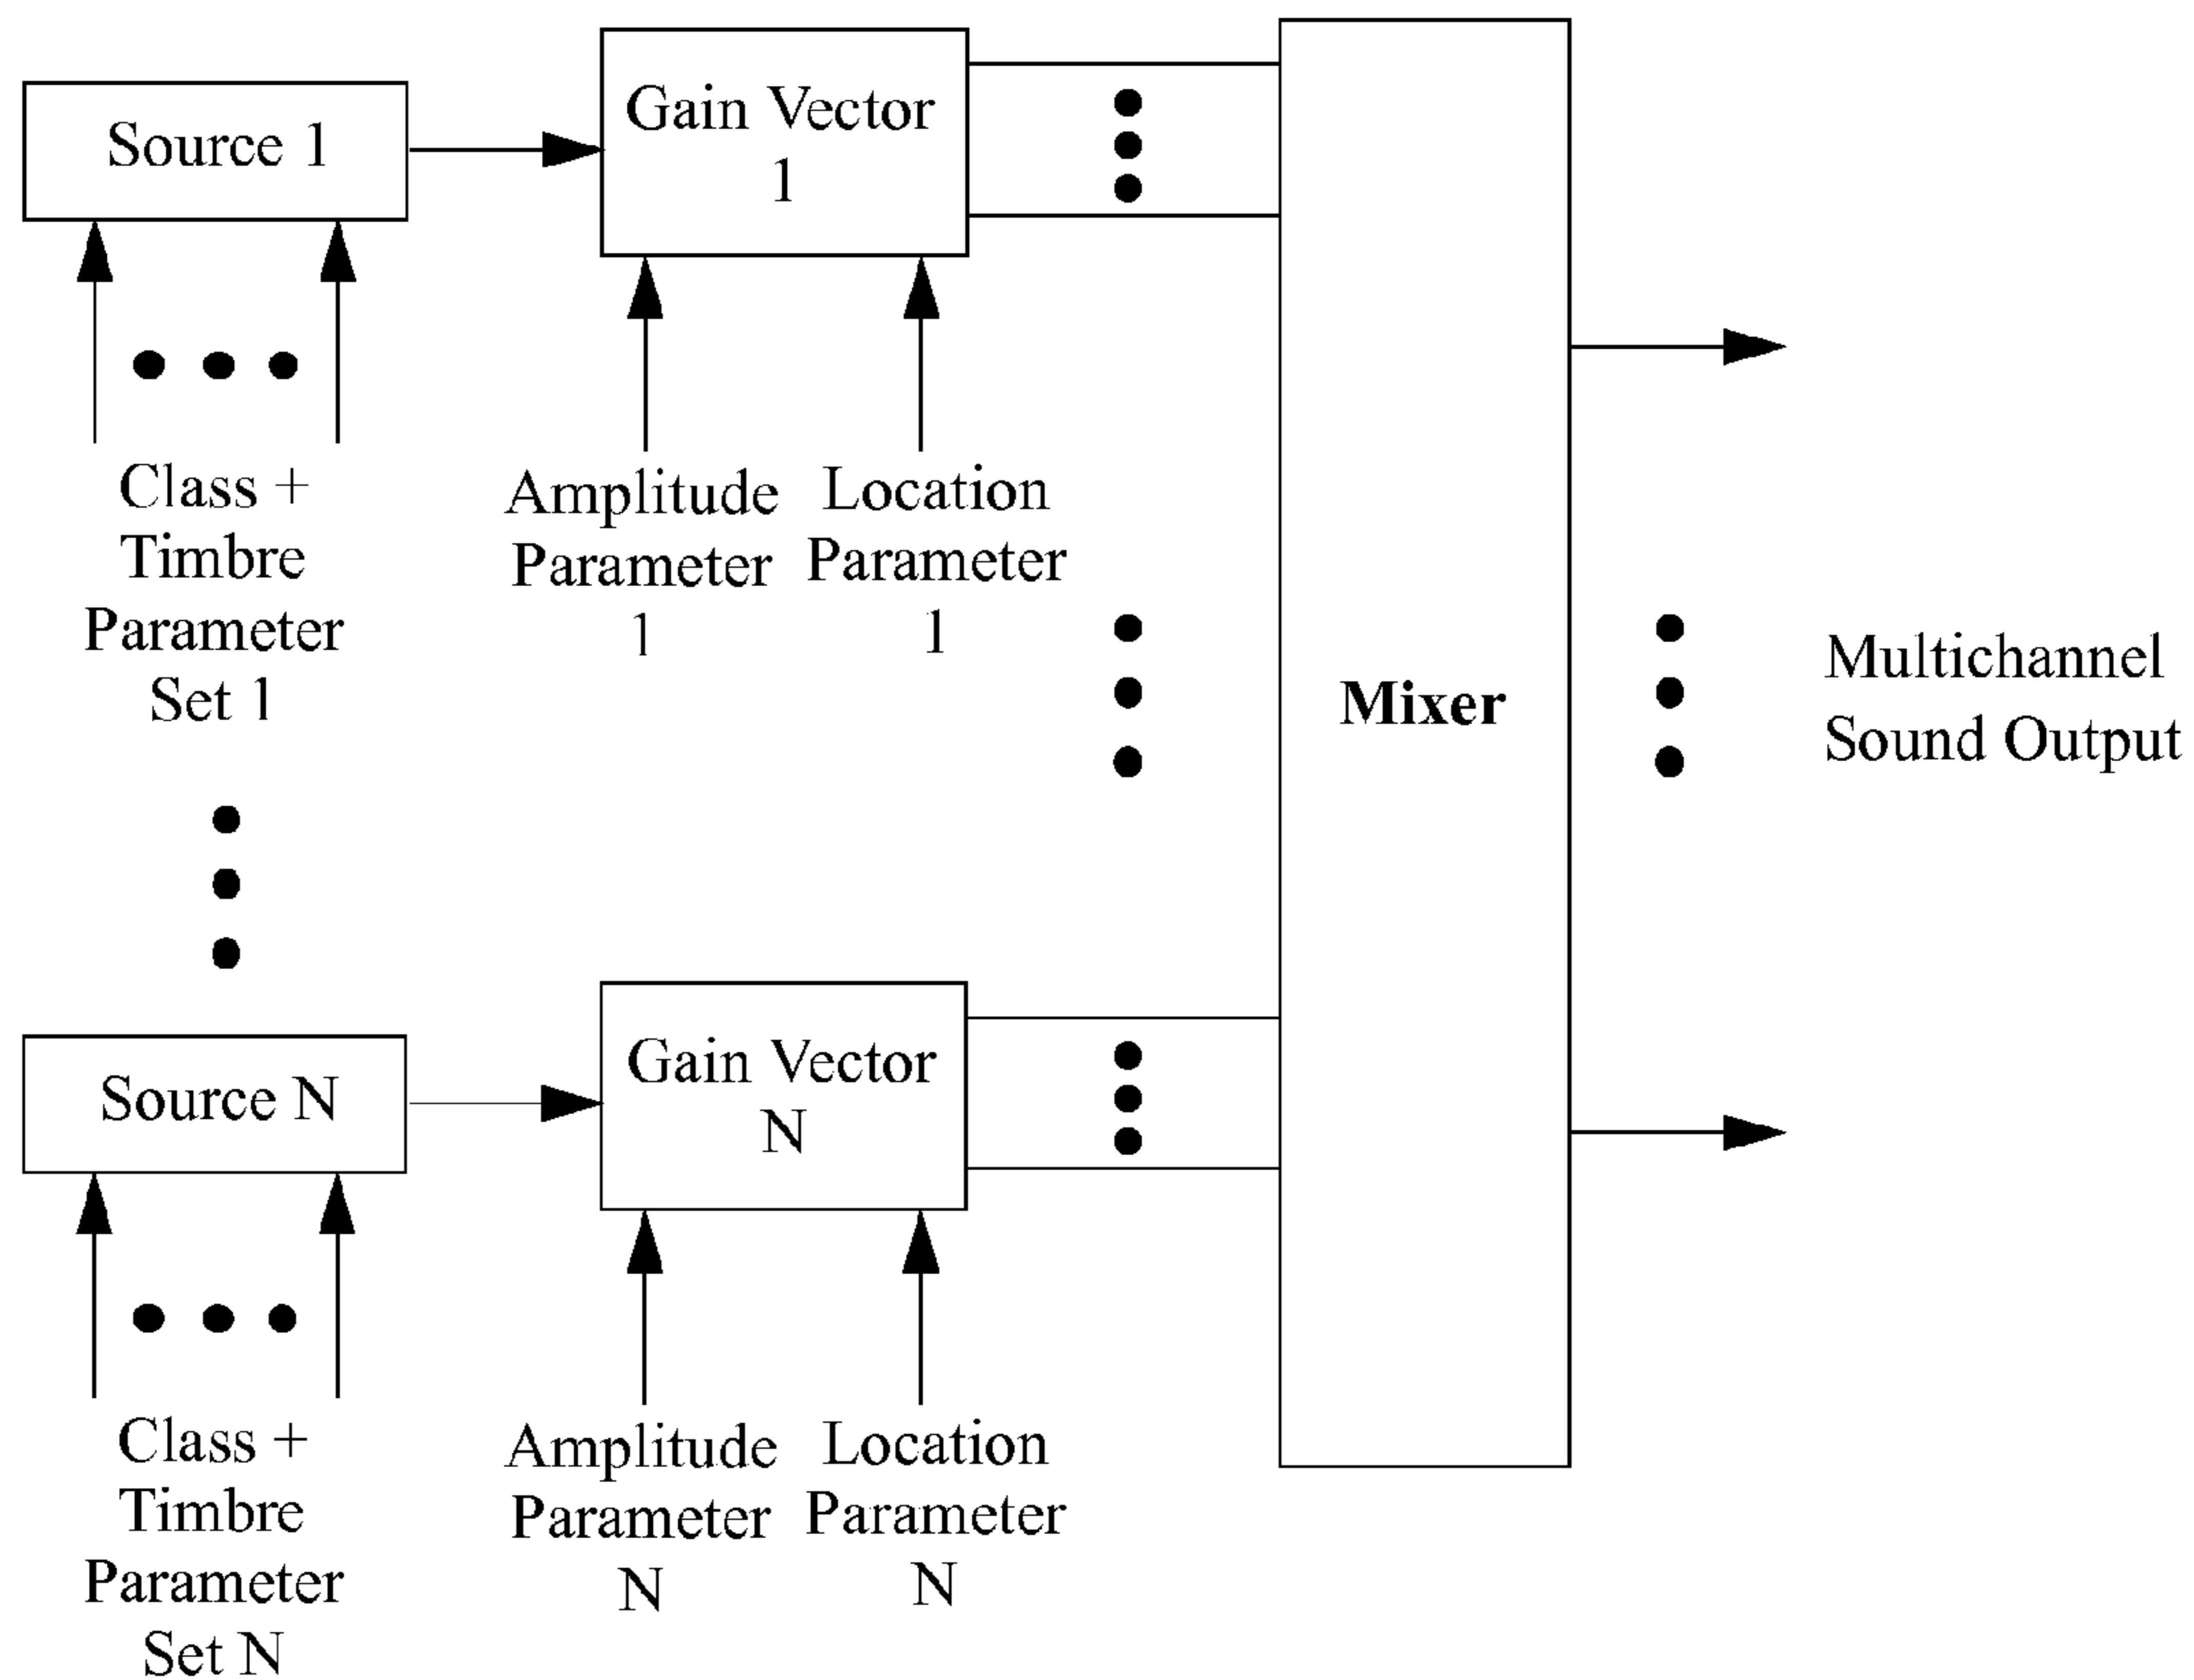 Source 1
Gain Vector
1
Class +
Timbre
Parameter
Set 1
Amplitude
Parameter
1
Location
Parameter
1
Mixer
Multichannel
Sound Output
Source N
Gain Vector
N
Class +
Timbre
Parameter
Set N
Amplitude
Parameter
N
Location
Parameter
N